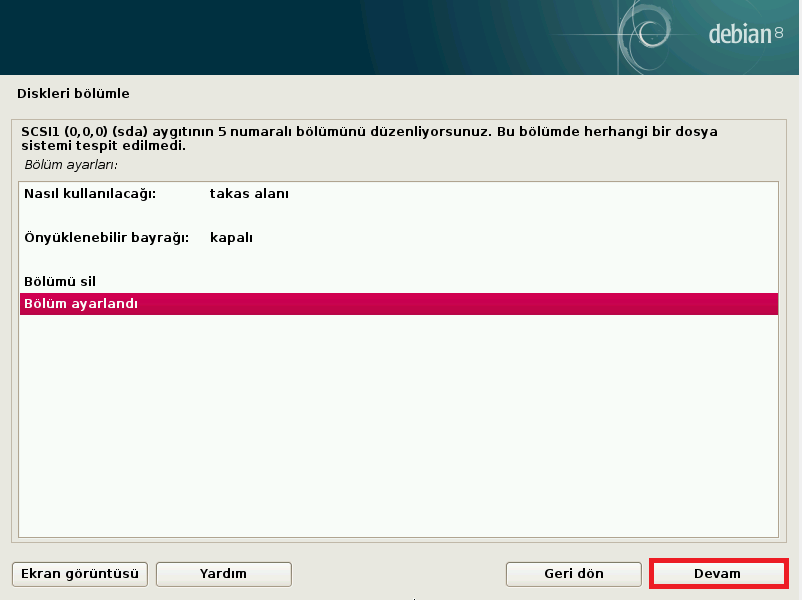 debian 8
Diskleri bölümle
SCSI1 (0,0,0) (sda) aygıtının 5 numaralı bölümünü düzenliyorsunuz. Bu bölümde herhangi bir dosya
sistemi tespit edilmedi.
Bölüm ayarları:
Nasıl kullanılacağı: takas alanı
Önyüklenebilir bayrağı: kapalı
Bölümü sil
Bölüm ayarlandı
Ekran görüntüsü Yardım Geri dön Devam